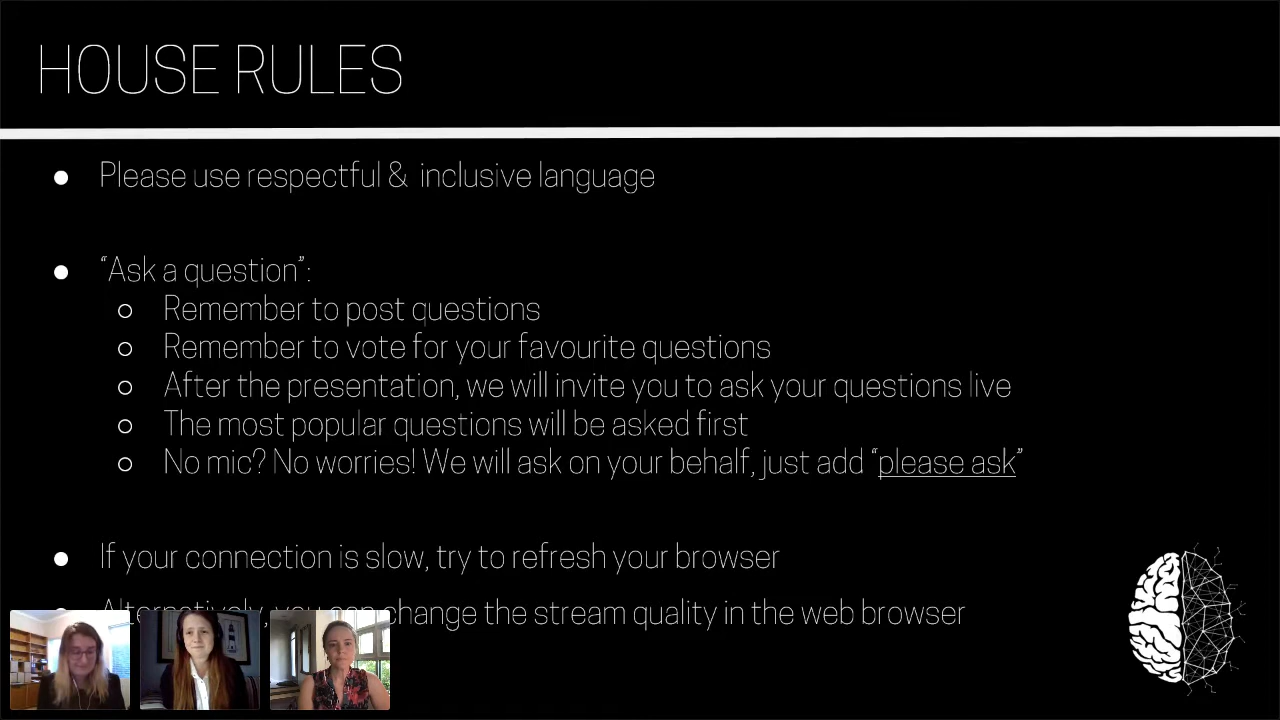 HOUSE RULES
● Please use respectful & inclusive language
● “Ask a question”:
○ Remember to post questions
○ Remember to vote for your favourite questions
○ After the presentation, we will invite you to ask your questions live
○ The most popular questions will be asked first
○ No mic? No worries! We will ask on your behalf, just add “please ask”
● If your connection is slow, try to refresh your browser
● Alternatively, you can change the stream quality in the web browser